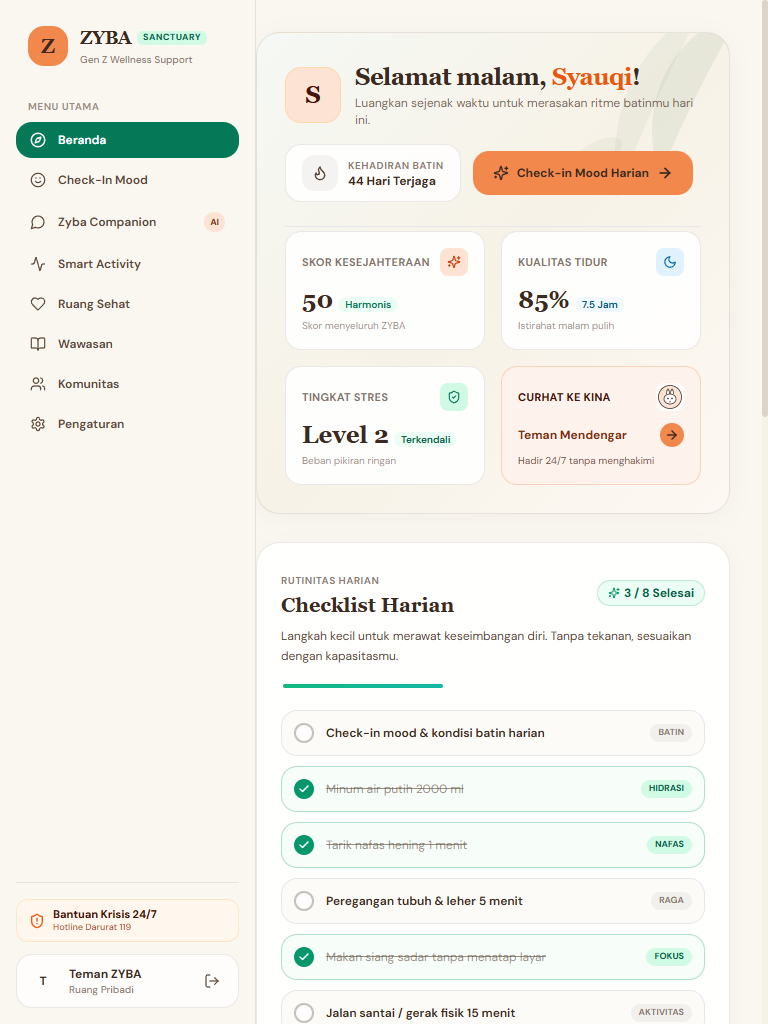 Z
ZYBA SANCTUARY
Gen Z Wellness Support
MENU UTAMA
Beranda
Check-In Mood
Zyba Companion AI
Smart Activity
Ruang Sehat
Wawasan
Komunitas
Pengaturan
Bantuan Krisis 24/7
Hotline Darurat 119
T
Teman ZYBA
Ruang Pribadi
S
Selamat malam, Syauqi!
Luangkan sejenak waktu untuk merasakan ritme batinmu hari
ini.
KEHADIRAN BATIN
44 Hari Terjaga
Check-in Mood Harian
SKOR KESEJAHTERAAN
50 Harmonis
Skor menyeluruh ZYBA
KUALITAS TIDUR
85% 7.5 Jam
Istirahat malam pulih
TINGKAT STRES
Level 2 Terkendali
Beban pikiran ringan
CURHAT KE KINA
Teman Mendengar
Hadir 24/7 tanpa menghakimi
RUTINITAS HARIAN
Checklist Harian
3 / 8 Selesai
Langkah kecil untuk merawat keseimbangan diri. Tanpa tekanan, sesuaikan
dengan kapasitasmu.
Check-in mood & kondisi batin harian BATIN
Minum air putih 2000 ml HIDRASI
Tarik nafas hening 1 menit NAFAS
Peregangan tubuh & leher 5 menit RAGA
Makan siang sadar tanpa menatap layar FOKUS
Jalan santai / gerak fisik 15 menit AKTIVITAS